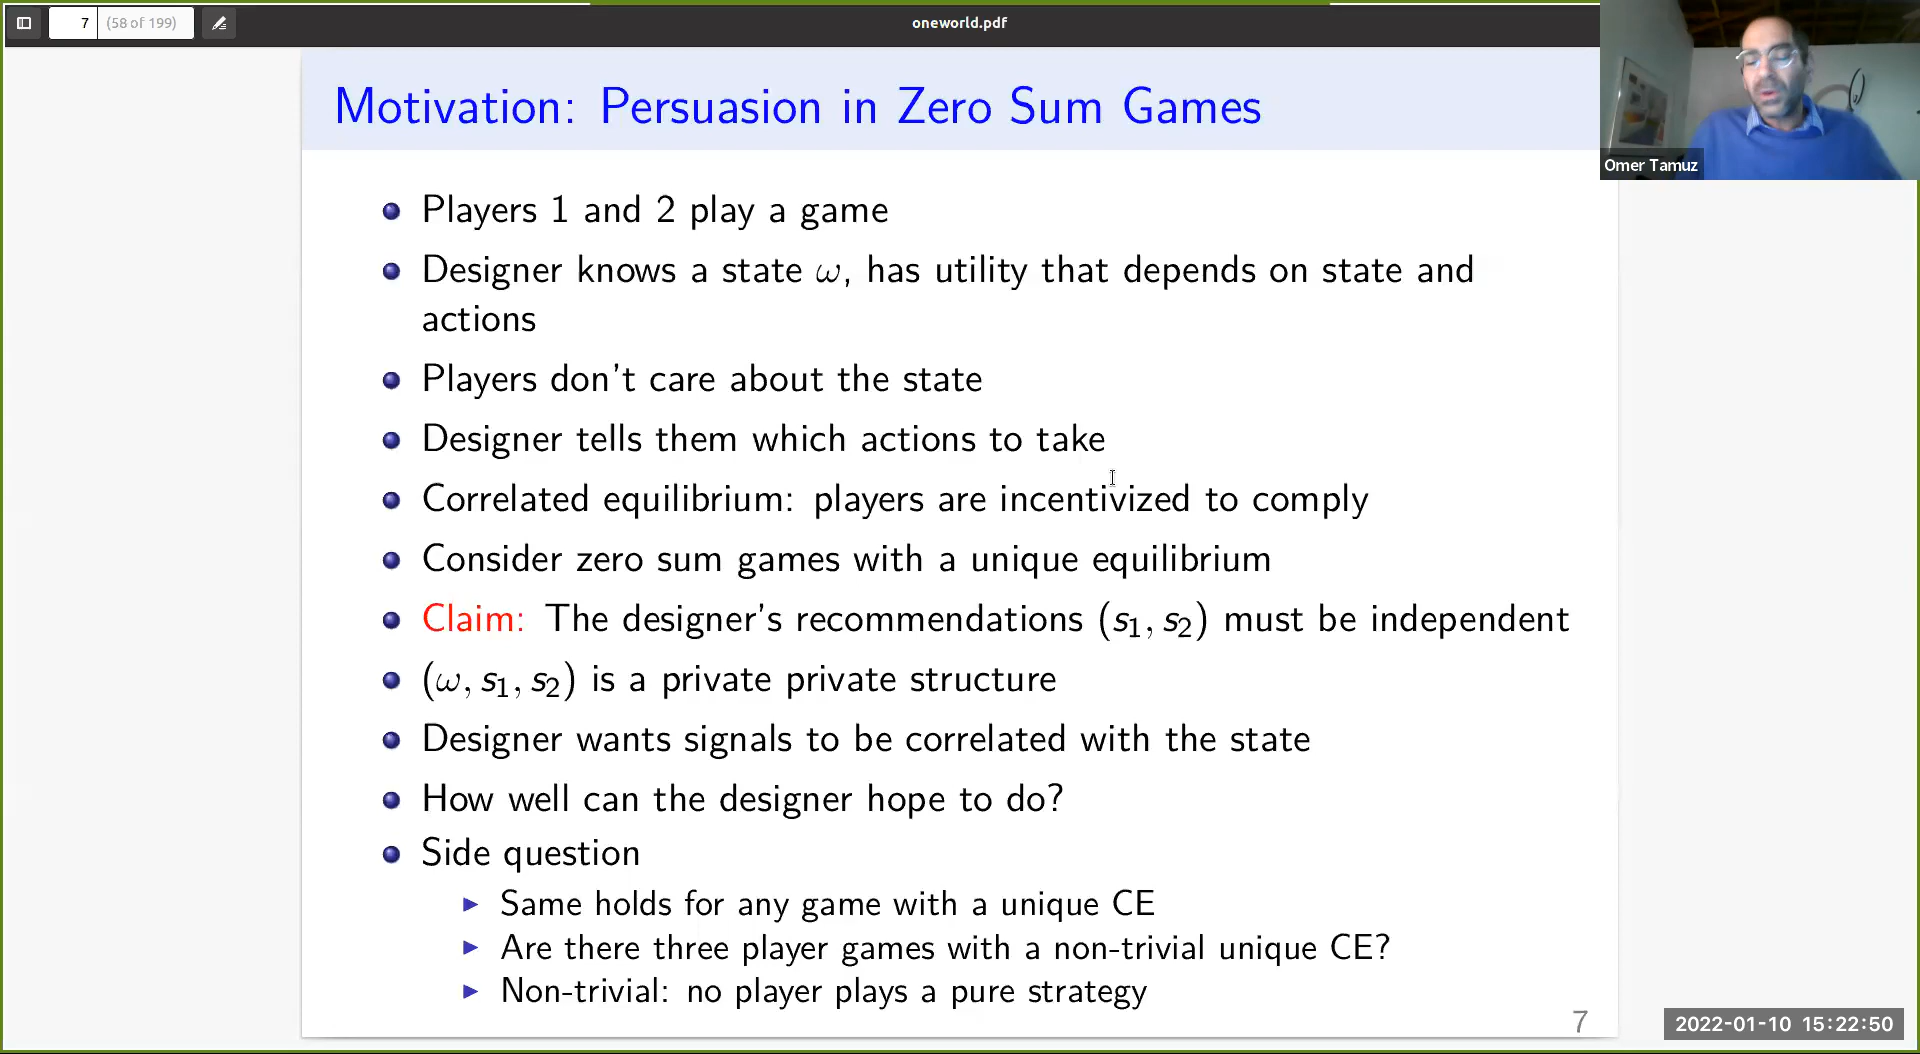 7 (58 of 199)
oneworld.pdf
Omer Tamuz
Motivation: Persuasion in Zero Sum Games
Players 1 and 2 play a game
Designer knows a state ω, has utility that depends on state and
actions
Players don't care about the state
Designer tells them which actions to take
Correlated equilibrium: players are incentivized to comply
Consider zero sum games with a unique equilibrium
Claim: The designer's recommendations (s₁, s₂) must be independent
(ω, s₁, s₂) is a private private structure
Designer wants signals to be correlated with the state
How well can the designer hope to do?
Side question
Same holds for any game with a unique CE
Are there three player games with a non-trivial unique CE?
Non-trivial: no player plays a pure strategy
7
2022-01-10 15:22:50